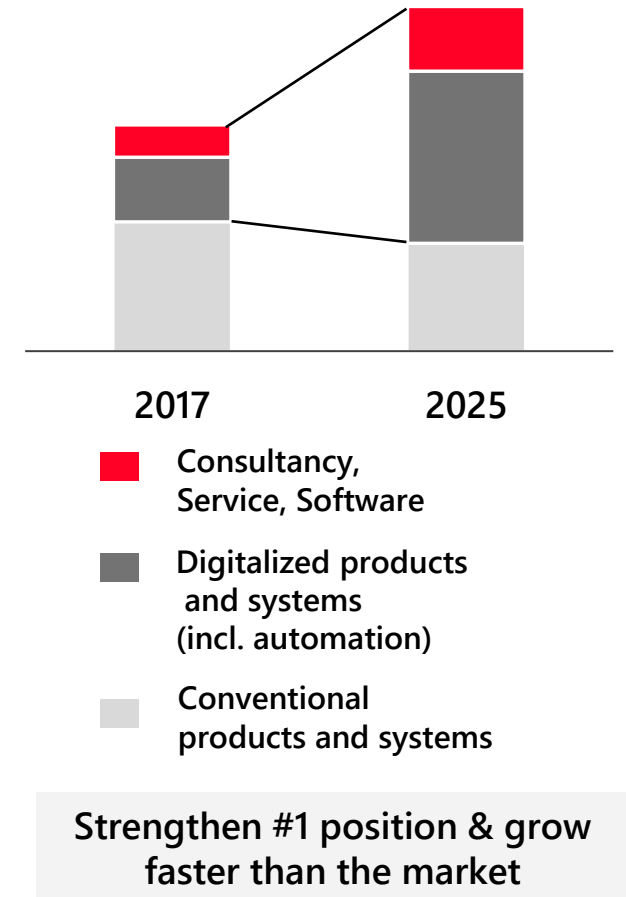 2017 2025
Consultancy,
Service, Software
Digitalized products
and systems
(incl. automation)
Conventional
products and systems
Strengthen #1 position & grow
faster than the market